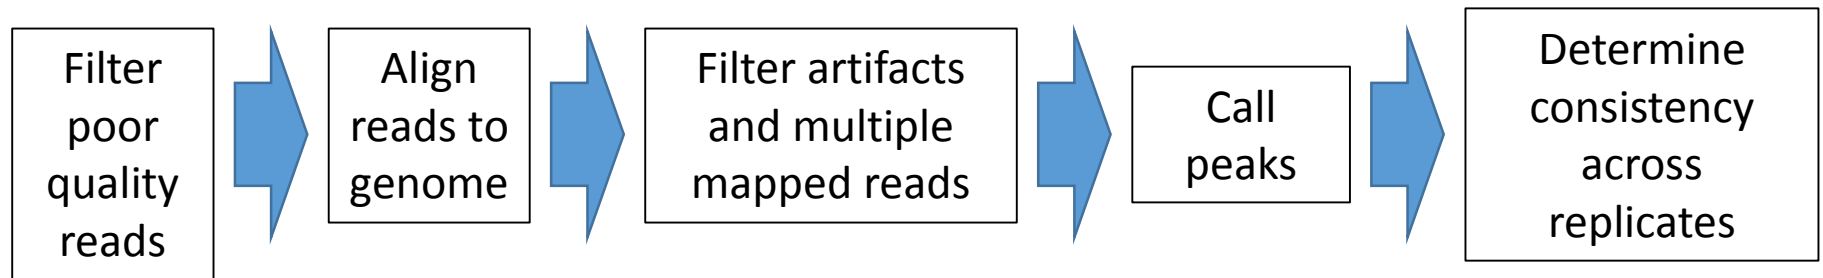 Filter
poor
quality
reads
Align
reads to
genome
Filter artifacts
and multiple
mapped reads
Call
peaks
Determine
consistency
across
replicates